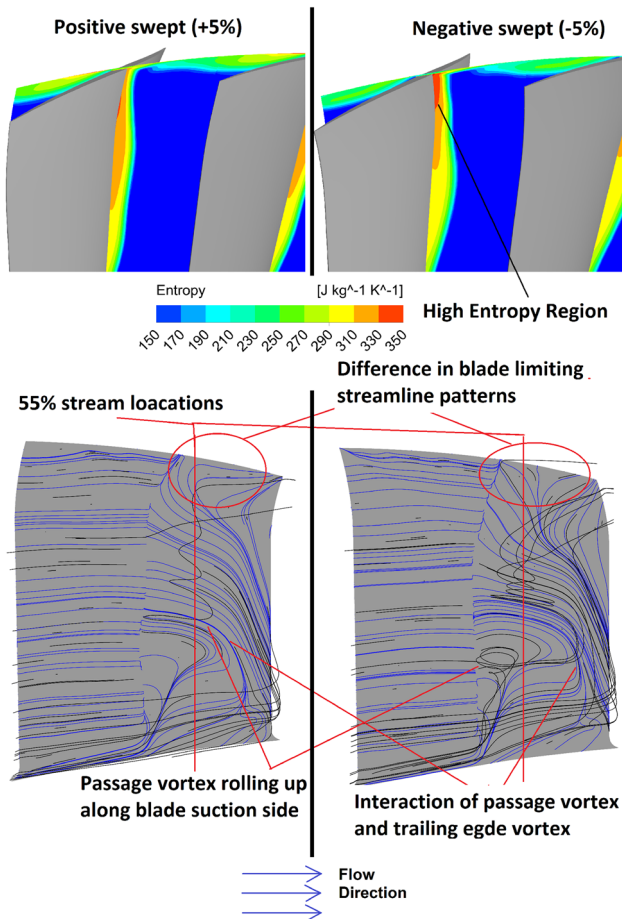 Positive swept (+5%)
Negative swept (-5%)
Entropy
[J kg^-1 K^-1]
150
170
190
210
230
250
270
290
310
330
350
High Entropy Region
Difference in blade limiting
streamline patterns
55% stream loacations
Passage vortex rolling up
along blade suction side
Interaction of passage vortex
and trailing egde vortex
Flow
Direction